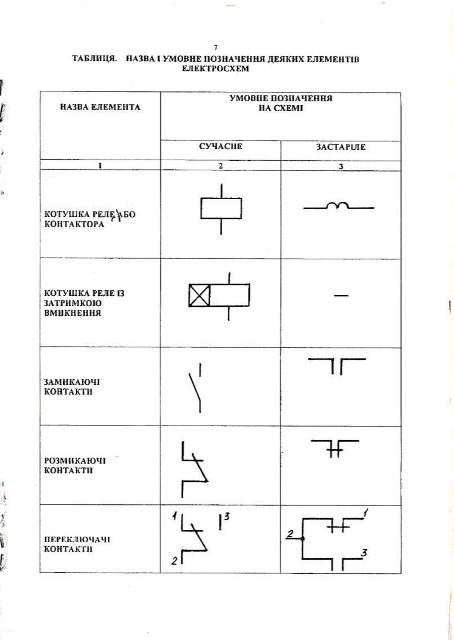 7
ТАБЛИЦЯ. НАЗВА І УМОВНЕ ПОЗНАЧЕННЯ ДЕЯКИХ ЕЛЕМЕНТІВ
ЕЛЕКТРОСХЕМ
НАЗВА ЕЛЕМЕНТА
УМОВНЕ ПОЗНАЧЕННЯ
НА СХЕМІ
СУЧАСНЕ
ЗАСТАРІЛЕ
1
2
3
КОТУШКА РЕЛЕ АБО
КОНТАКТОРА
КОТУШКА РЕЛЕ ІЗ
ЗАТРИМКОЮ
ВМИКНЕННЯ
ЗАМИКАЮЧІ
КОНТАКТИ
РОЗМИКАЮЧІ
КОНТАКТИ
ПЕРЕКЛЮЧАЧІ
КОНТАКТИ
1 3
2
1
2
3